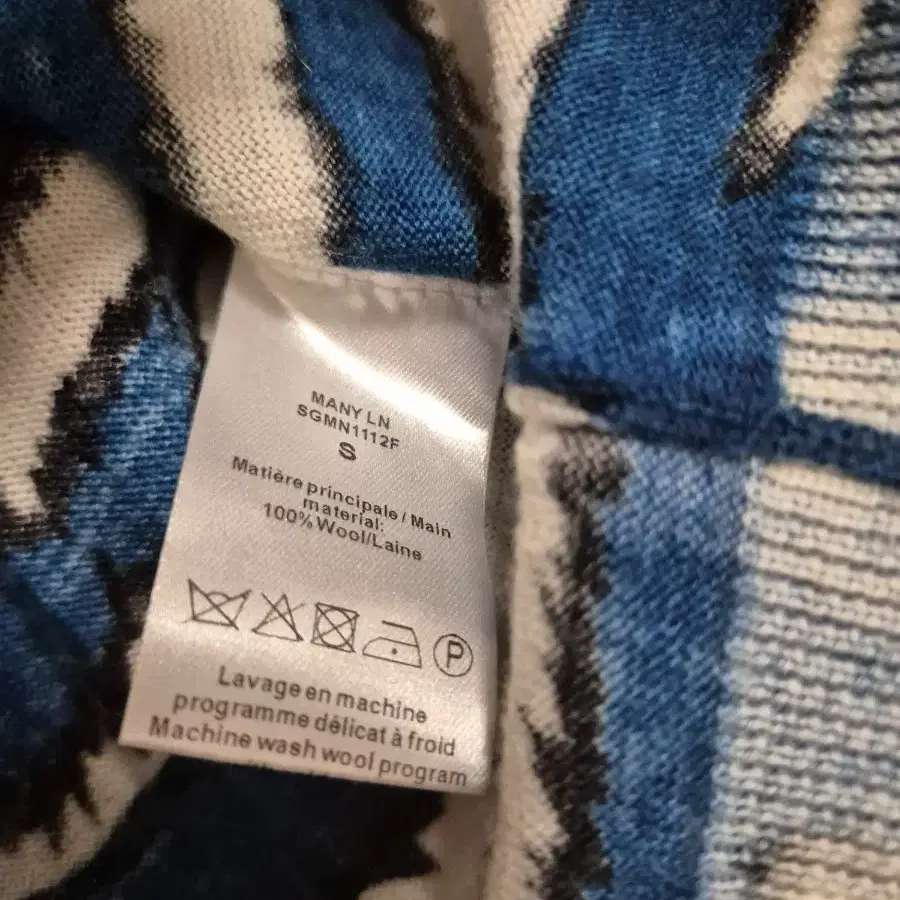 MANY LN
SGMN1112F
S
Matière principale / Main
material:
100% Wool/Laine
P
Lavage en machine
programme délicat à froid
Machine wash wool program